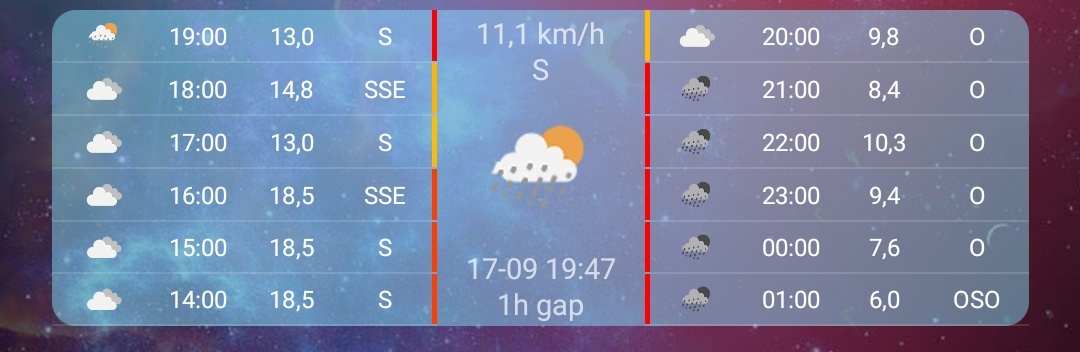 19:00 13,0 S
18:00 14,8 SSE
17:00 13,0 S
16:00 18,5 SSE
15:00 18,5 S
14:00 18,5 S
11,1 km/h
S
17-09 19:47
1h gap
20:00 9,8 O
21:00 8,4 O
22:00 10,3 O
23:00 9,4 O
00:00 7,6 O
01:00 6,0 OSO